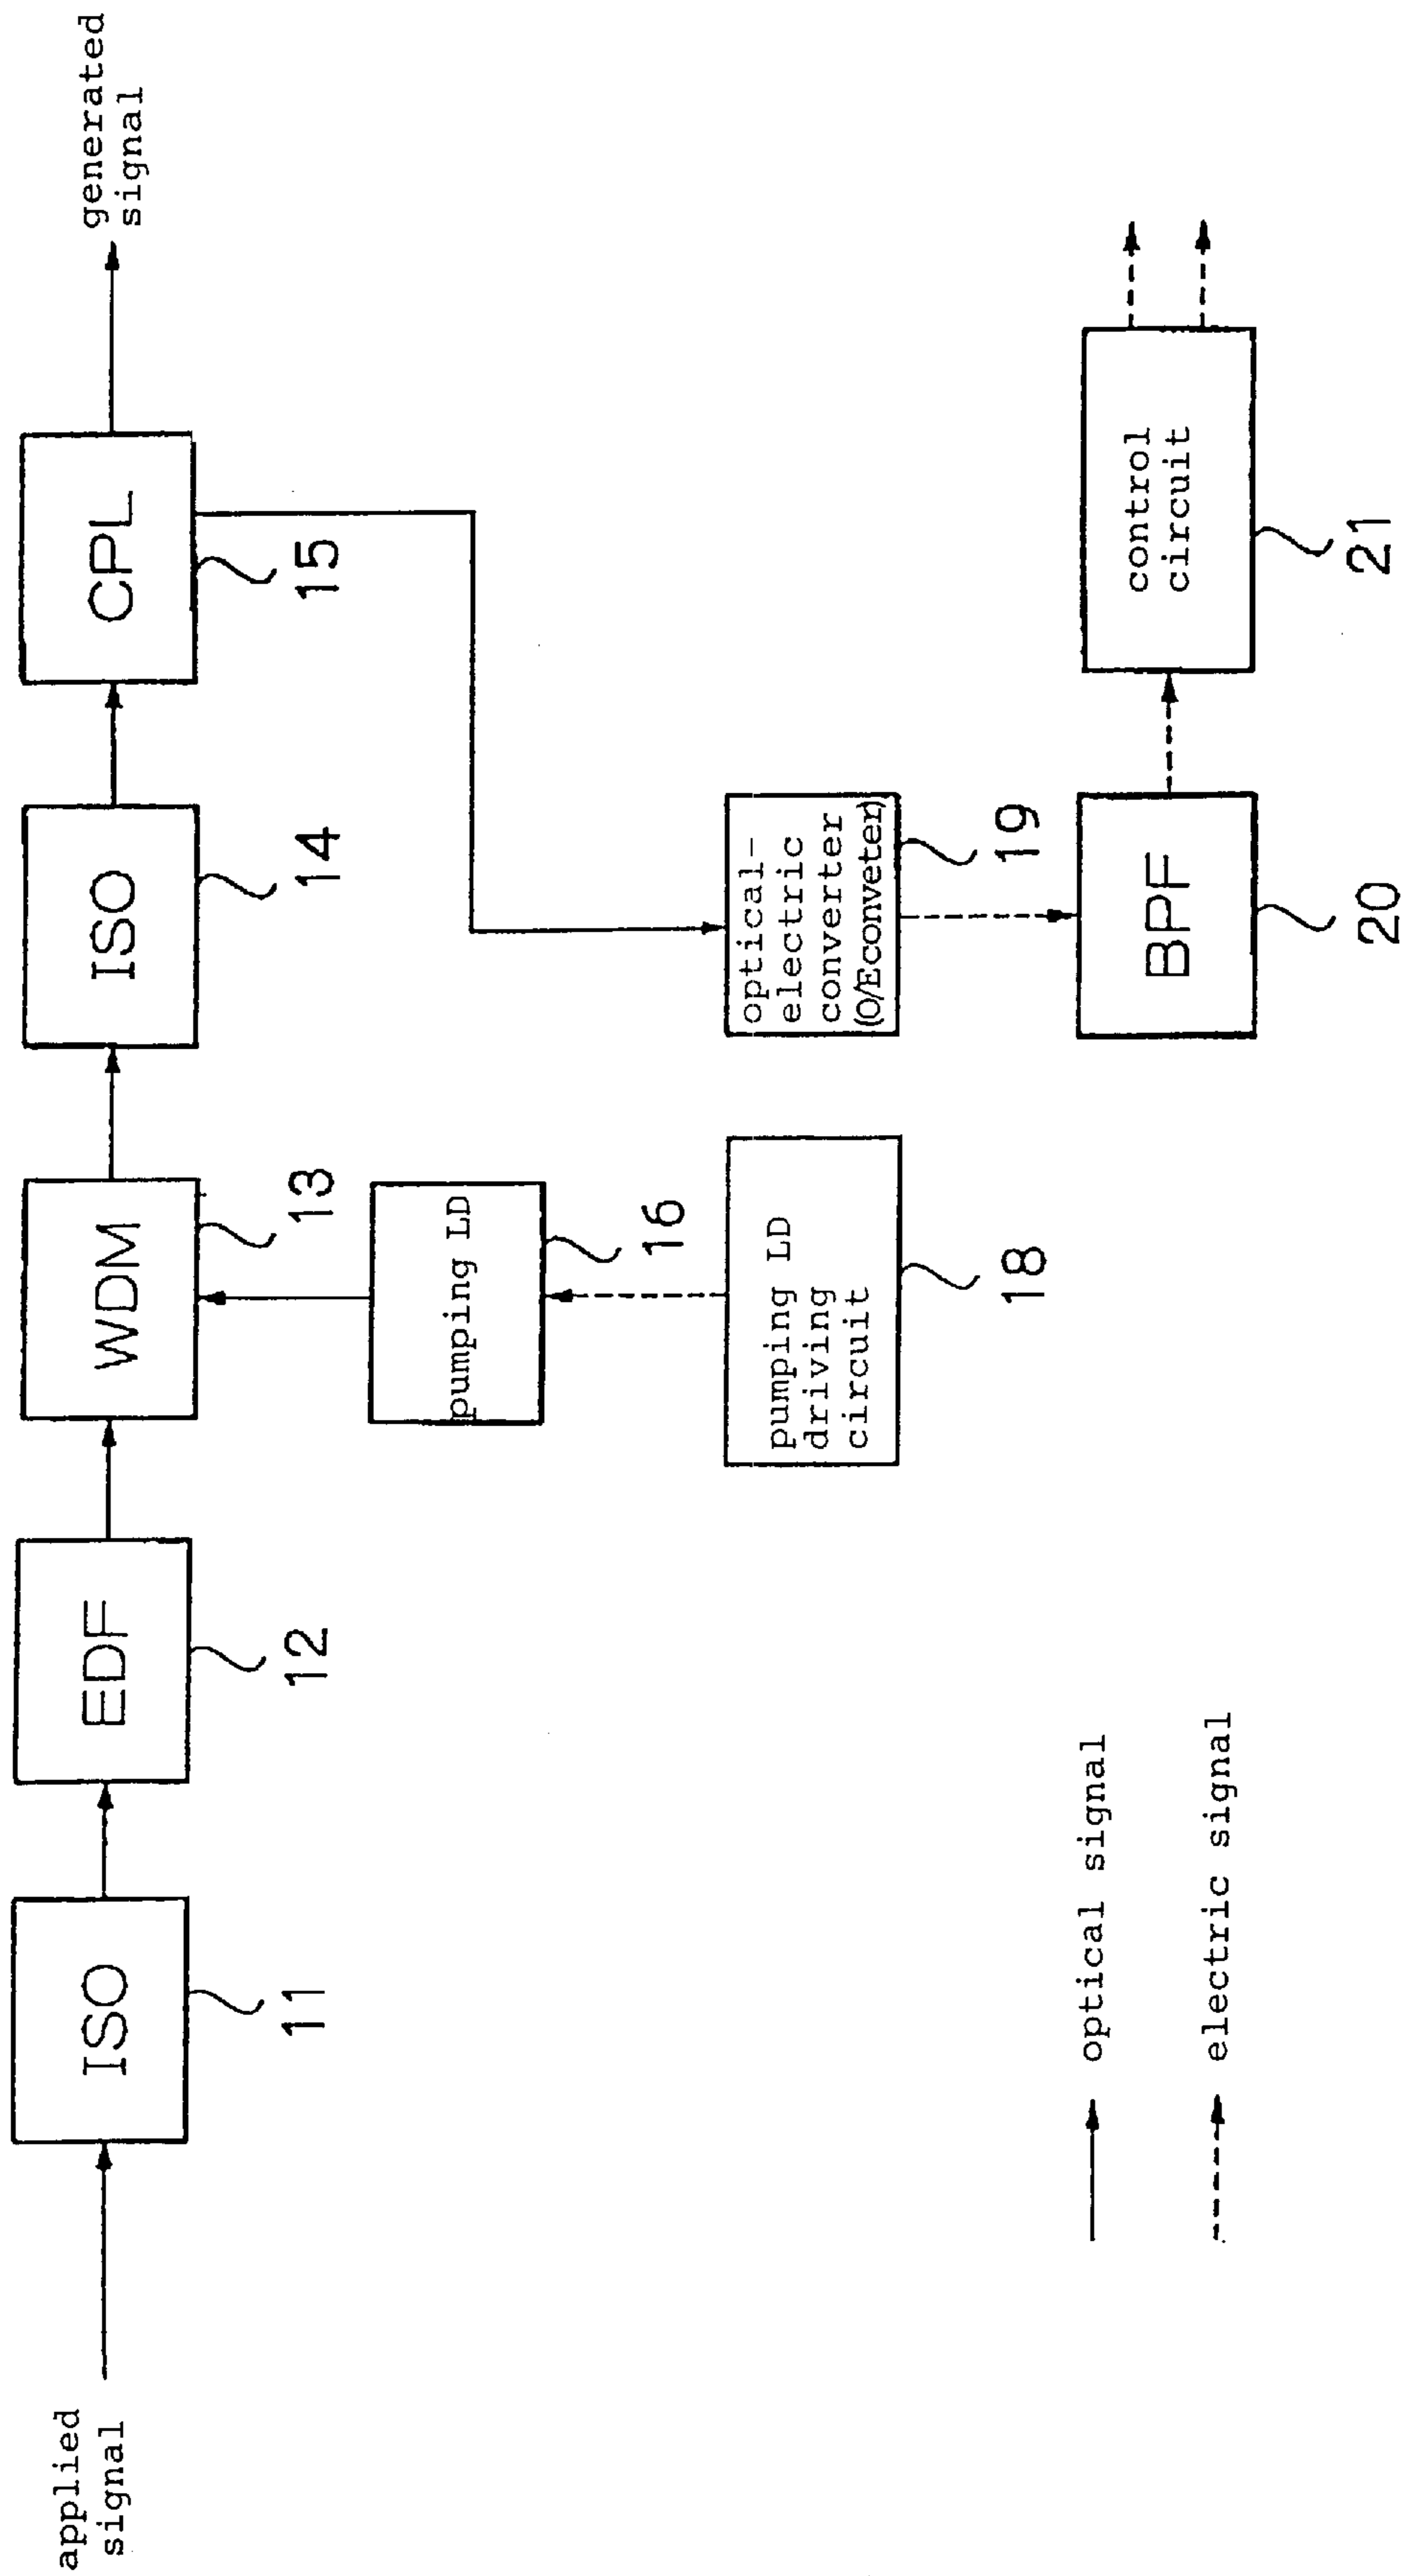 applied
signal
ISO
11
EDF
12
WDM
13
ISO
14
CPL
15
generated
signal
pumping LD
16
pumping LD
driving
circuit
18
optical-
electric
converter
(O/Econveter)
19
BPF
20
control
circuit
21
optical signal
electric signal